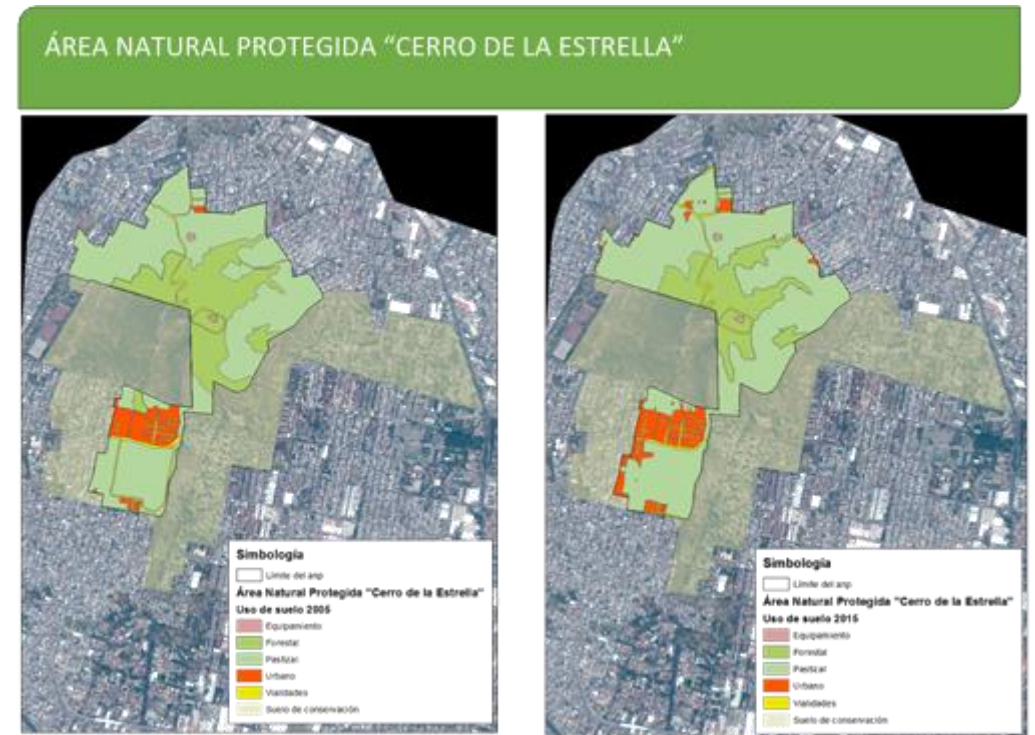 ÁREA NATURAL PROTEGIDA “CERRO DE LA ESTRELLA”
Simbología
Límite del anp
Área Natural Protegida "Cerro de la Estrella"
Uso de suelo 2005
Equipamiento
Forestal
Pastizal
Urbano
Vialidades
Suelo de conservación
Simbología
Límite del anp
Área Natural Protegida "Cerro de la Estrella"
Uso de suelo 2015
Equipamiento
Forestal
Pastizal
Urbano
Vialidades
Suelo de conservación